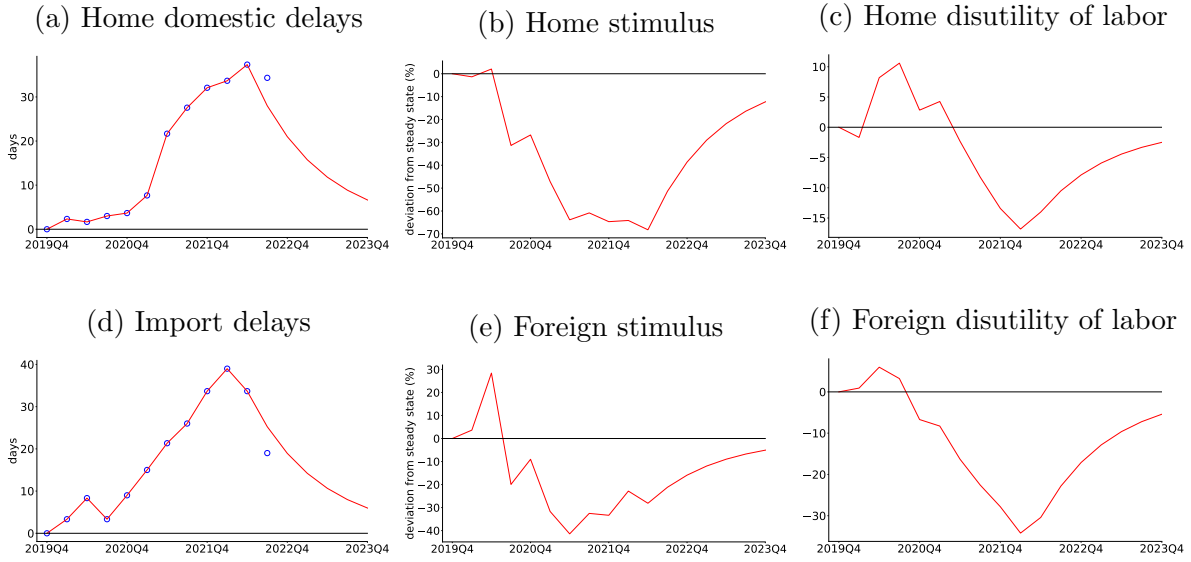 (a) Home domestic delays
(b) Home stimulus
(c) Home disutility of labor
days
30
20
10
0
2019Q4 2020Q4 2021Q4 2022Q4 2023Q4
deviation from steady state (%)
0
−10
−20
−30
−40
−50
−60
−70
2019Q4 2020Q4 2021Q4 2022Q4 2023Q4
10
5
0
−5
−10
−15
2019Q4 2020Q4 2021Q4 2022Q4 2023Q4
(d) Import delays
(e) Foreign stimulus
(f) Foreign disutility of labor
days
40
30
20
10
0
2019Q4 2020Q4 2021Q4 2022Q4 2023Q4
deviation from steady state (%)
30
20
10
0
−10
−20
−30
−40
2019Q4 2020Q4 2021Q4 2022Q4 2023Q4
0
−10
−20
−30
2019Q4 2020Q4 2021Q4 2022Q4 2023Q4